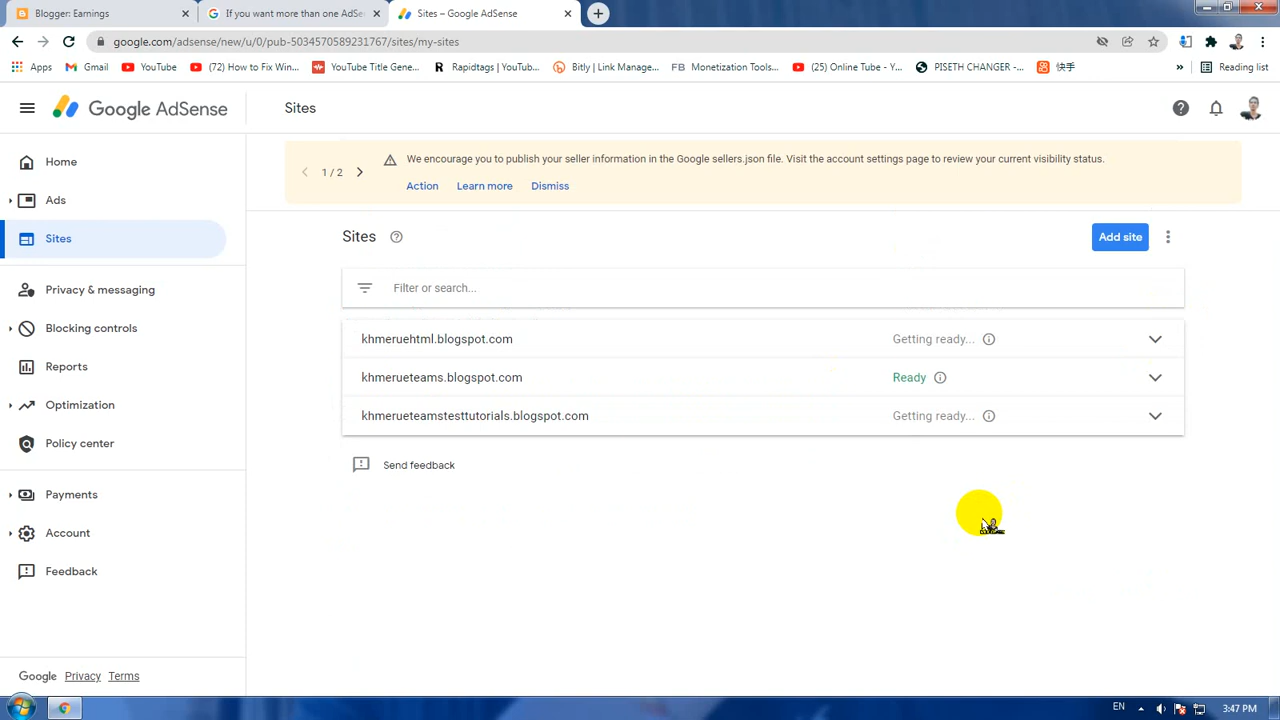 Blogger: Earnings
If you want more than one AdSe
Sites – Google AdSense
google.com/adsense/new/u/0/pub-5034570589231767/sites/my-sites
Apps
Gmail
YouTube
(72) How to Fix Win...
YouTube Title Gene...
Rapidtags | YouTub...
Bitly | Link Manage...
FB Monetization Tools...
(25) Online Tube - Y...
PISETH CHANGER -...
快手
»
Reading list
Google AdSense
Sites
Home
Ads
Sites
Privacy & messaging
Blocking controls
Reports
Optimization
Policy center
Payments
Account
Feedback
Google Privacy Terms
1 / 2
We encourage you to publish your seller information in the Google sellers.json file. Visit the account settings page to review your current visibility status.
Action Learn more Dismiss
Sites
Add site
Filter or search...
khmeruehtml.blogspot.com Getting ready...
khmerueteams.blogspot.com Ready
khmerueteamstesttutorials.blogspot.com Getting ready...
Send feedback
EN
3:47 PM